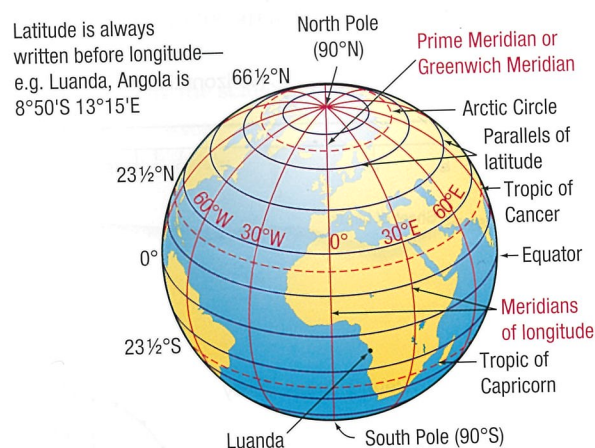 Latitude is always
written before longitude—
e.g. Luanda, Angola is
8°50'S 13°15'E
North Pole
(90°N)
Prime Meridian or
Greenwich Meridian
66½°N
Arctic Circle
Parallels of
latitude
23½°N
Tropic of
Cancer
60°W
30°W
0°
30°E
60°E
0°
Equator
Meridians
of longitude
23½°S
Tropic of
Capricorn
Luanda
South Pole (90°S)